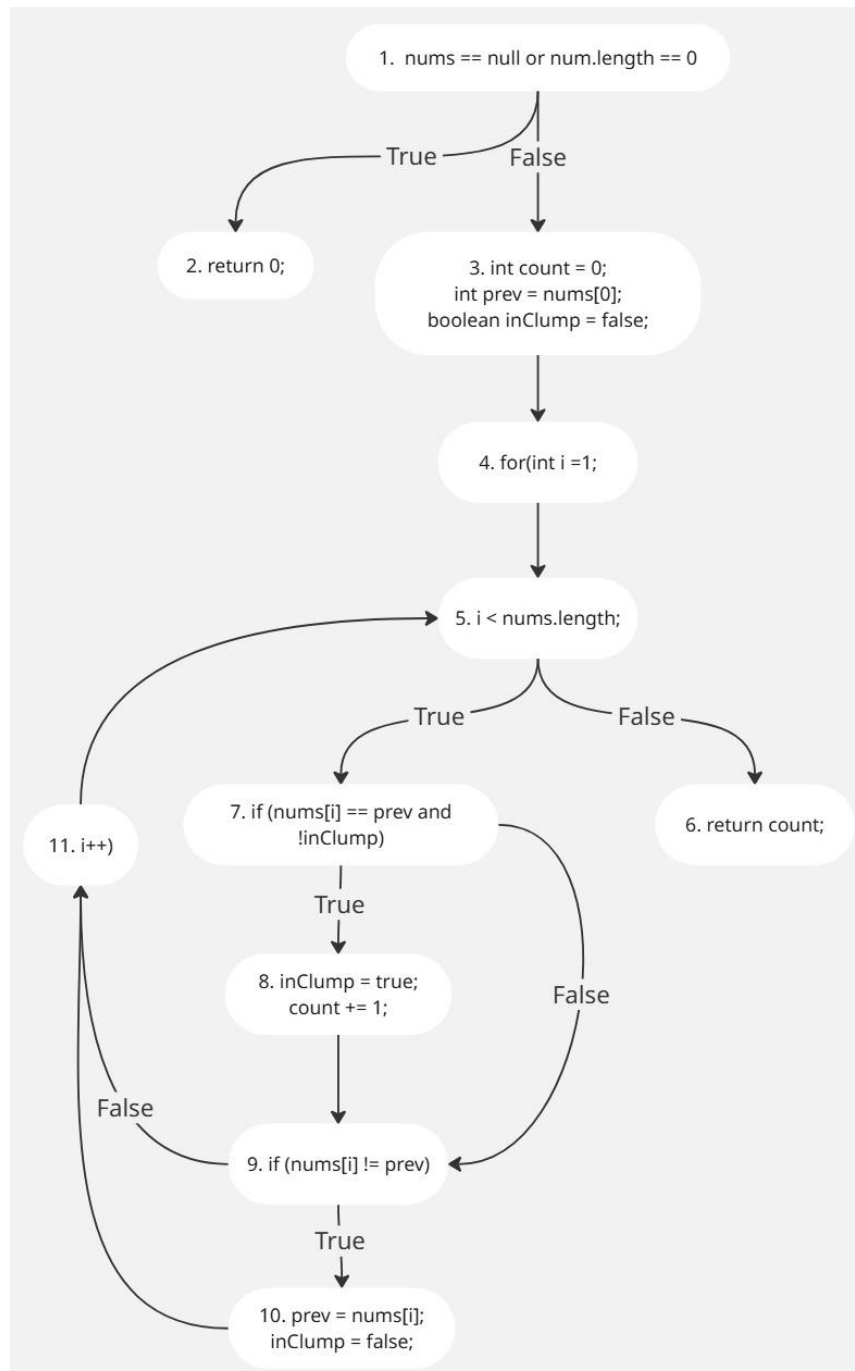 1. nums == null or num.length == 0
True
False
2. return 0;
3. int count = 0;
int prev = nums[0];
boolean inClump = false;
4. for(int i =1;
5. i < nums.length;
True
False
7. if (nums[i] == prev and
!inClump)
6. return count;
11. i++)
True
8. inClump = true;
count += 1;
False
False
9. if (nums[i] != prev)
True
10. prev = nums[i];
inClump = false;